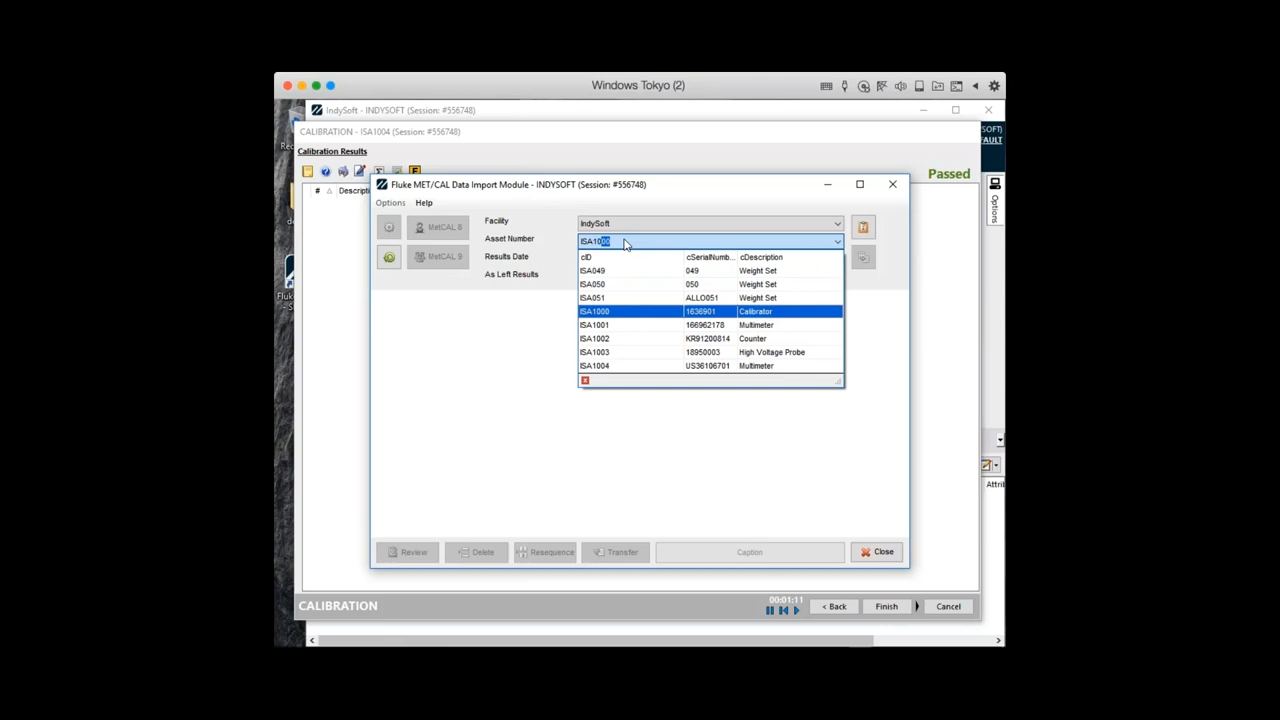 Windows Tokyo (2)
IndySoft - INDYSOFT (Session: #556748)
CALIBRATION - ISA1004 (Session: #556748)
SOFT)
FAULT
Calibration Results
Passed
# Descripti
Options
Fluke MET/CAL Data Import Module - INDYSOFT (Session: #556748)
Options Help
MetCAL 8
MetCAL 9
Facility IndySoft
Asset Number ISA1000
Results Date
As Left Results
cID cSerialNumb... cDescription
ISA049 049 Weight Set
ISA050 050 Weight Set
ISA051 ALLO051 Weight Set
ISA1000 1636901 Calibrator
ISA1001 166962178 Multimeter
ISA1002 KR91200814 Counter
ISA1003 18950003 High Voltage Probe
ISA1004 US36106701 Multimeter
Attri
Review Delete Resequence Transfer Caption Close
CALIBRATION 00:01:11 < Back Finish Cancel